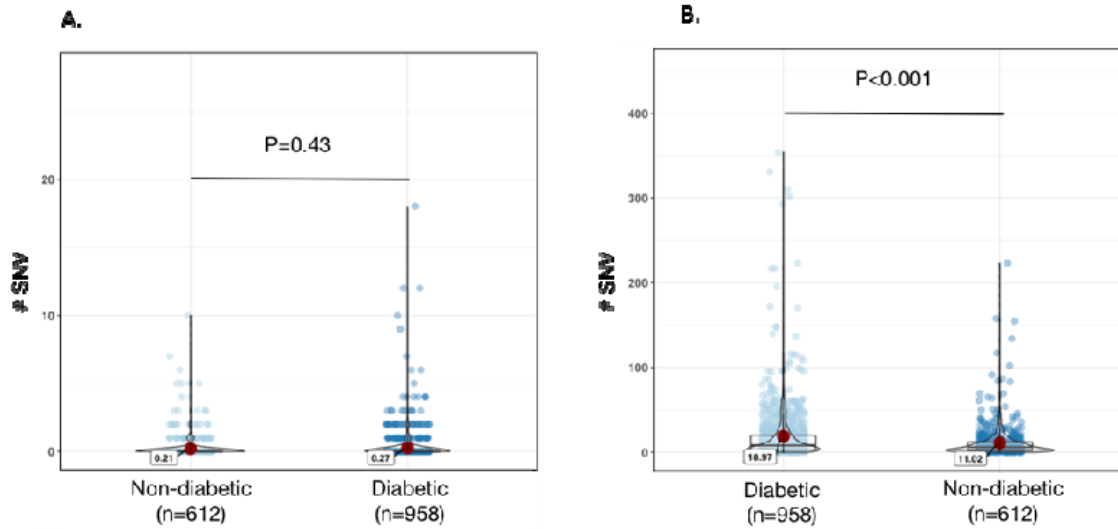 A.
P=0.43
# SNV
20
10
0
0.21
0.27
Non-diabetic
(n=612)
Diabetic
(n=958)
B.
P<0.001
# SNV
400
300
200
100
0
18.97
11.02
Diabetic
(n=958)
Non-diabetic
(n=612)